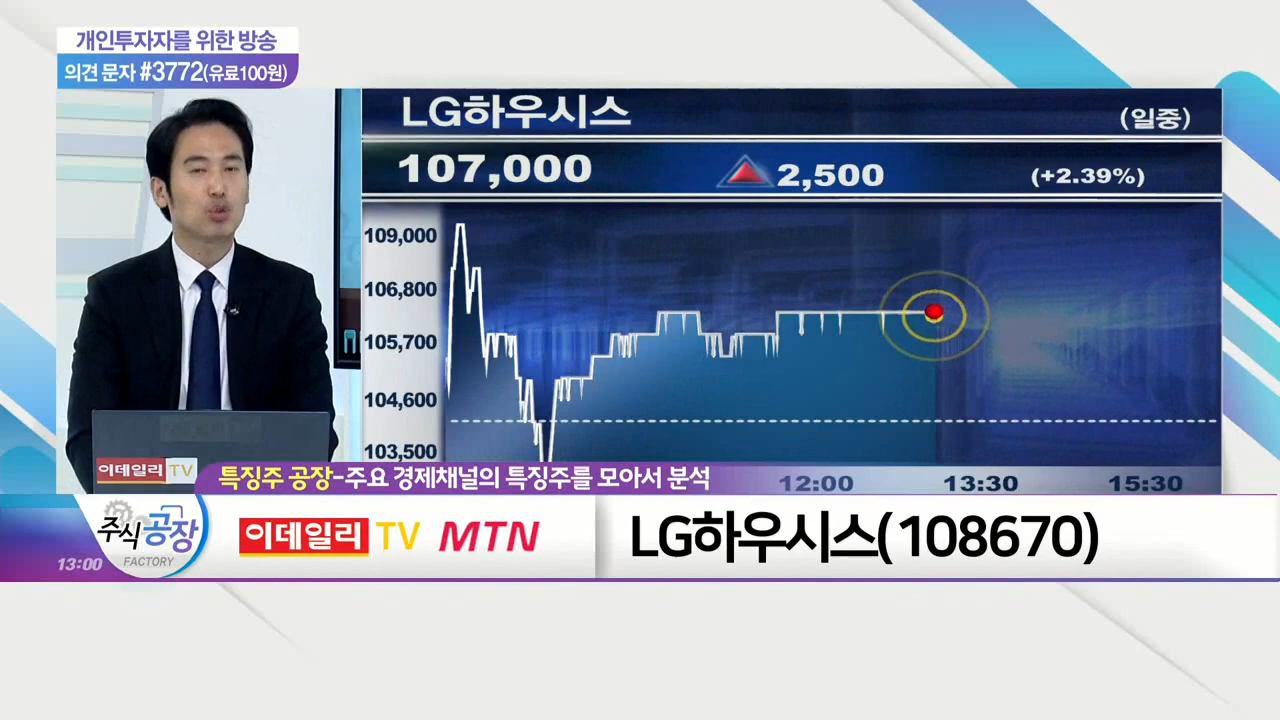 개인투자자를 위한 방송
의견 문자 #3772(유료100원)
LG하우시스 (일중)
107,000 2,500 (+2.39%)
109,000
106,800
105,700
104,600
103,500
12:00 13:30 15:30
이데일리 TV
특징주 공장-주요 경제채널의 특징주를 모아서 분석
주식공장
FACTORY
13:00
이데일리 TV MTN
LG하우시스(108670)